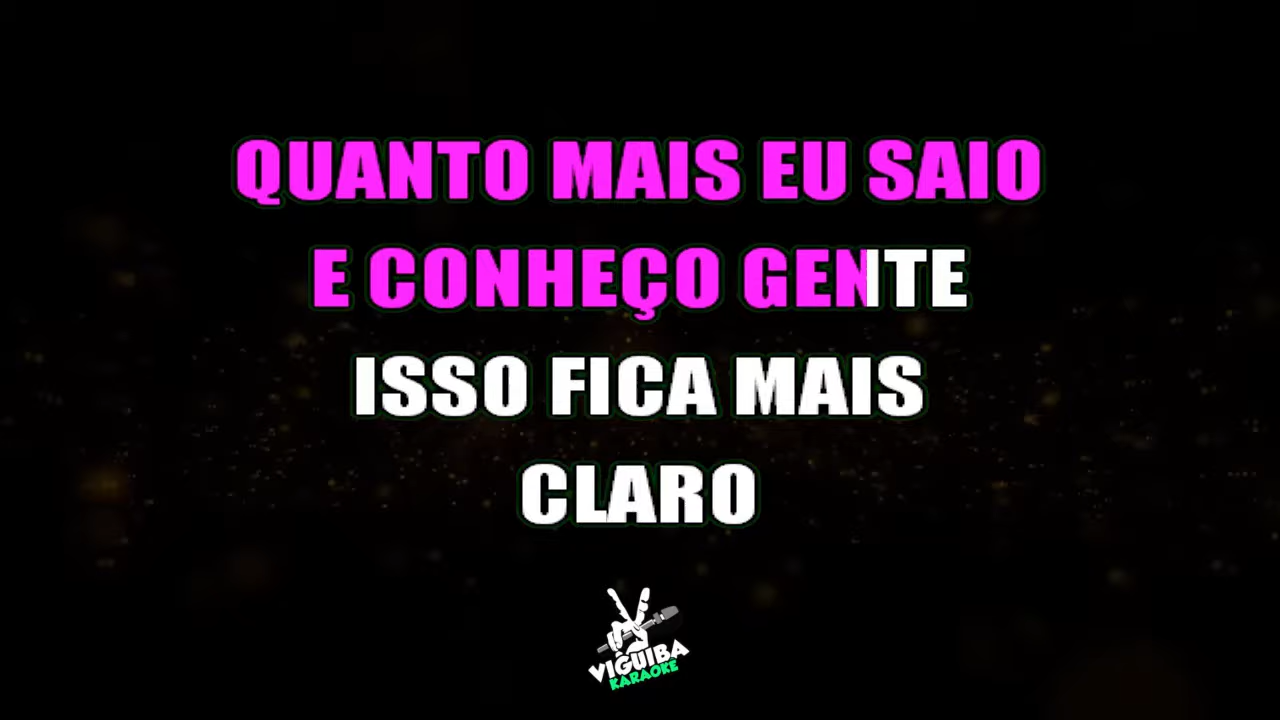 QUANTO MAIS EU SAIO
E CONHEÇO GENTE
ISSO FICA MAIS
CLARO
VIGUIBA
KARAOKE